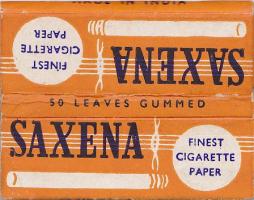 MADE IN INDIA
FINEST
CIGARETTE
PAPER
SAXENA
50 LEAVES GUMMED
SAXENA
FINEST
CIGARETTE
PAPER